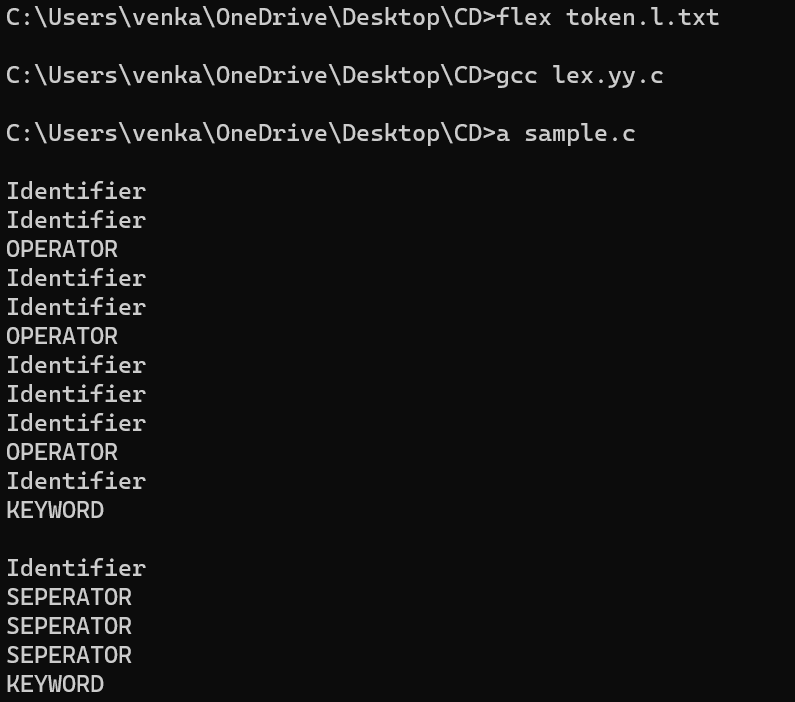 C:\Users\venka\OneDrive\Desktop\CD>flex token.l.txt
C:\Users\venka\OneDrive\Desktop\CD>gcc lex.yy.c
C:\Users\venka\OneDrive\Desktop\CD>a sample.c
Identifier
Identifier
OPERATOR
Identifier
Identifier
OPERATOR
Identifier
Identifier
Identifier
OPERATOR
Identifier
KEYWORD
Identifier
SEPERATOR
SEPERATOR
SEPERATOR
KEYWORD